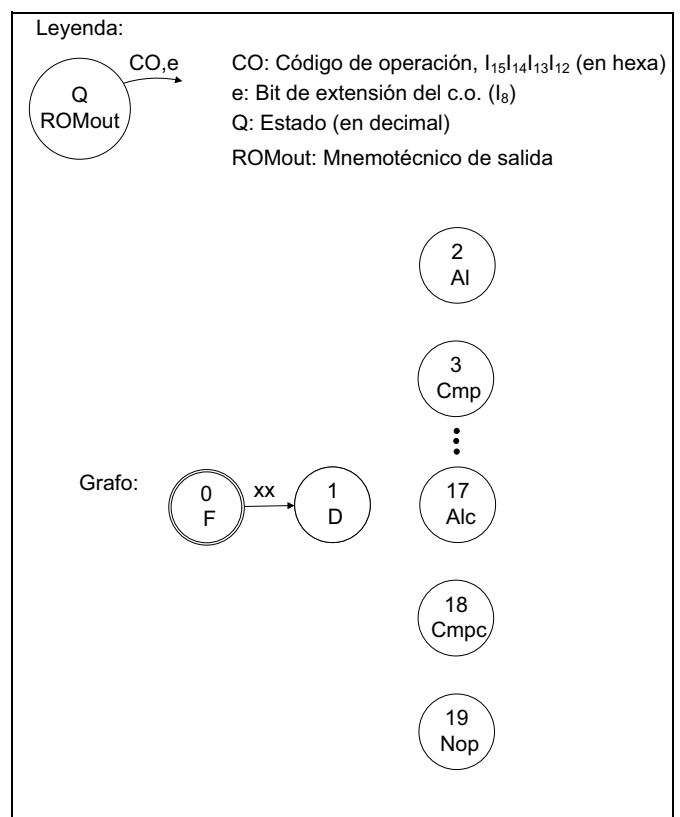 Leyenda:
CO,e
Q
ROMout
CO: Código de operación, I₁₅I₁₄I₁₃I₁₂ (en hexa)
e: Bit de extensión del c.o. (I₈)
Q: Estado (en decimal)
ROMout: Mnemotécnico de salida
2
Al
3
Cmp
Grafo:
0
F
xx
1
D
17
Alc
18
Cmpc
19
Nop